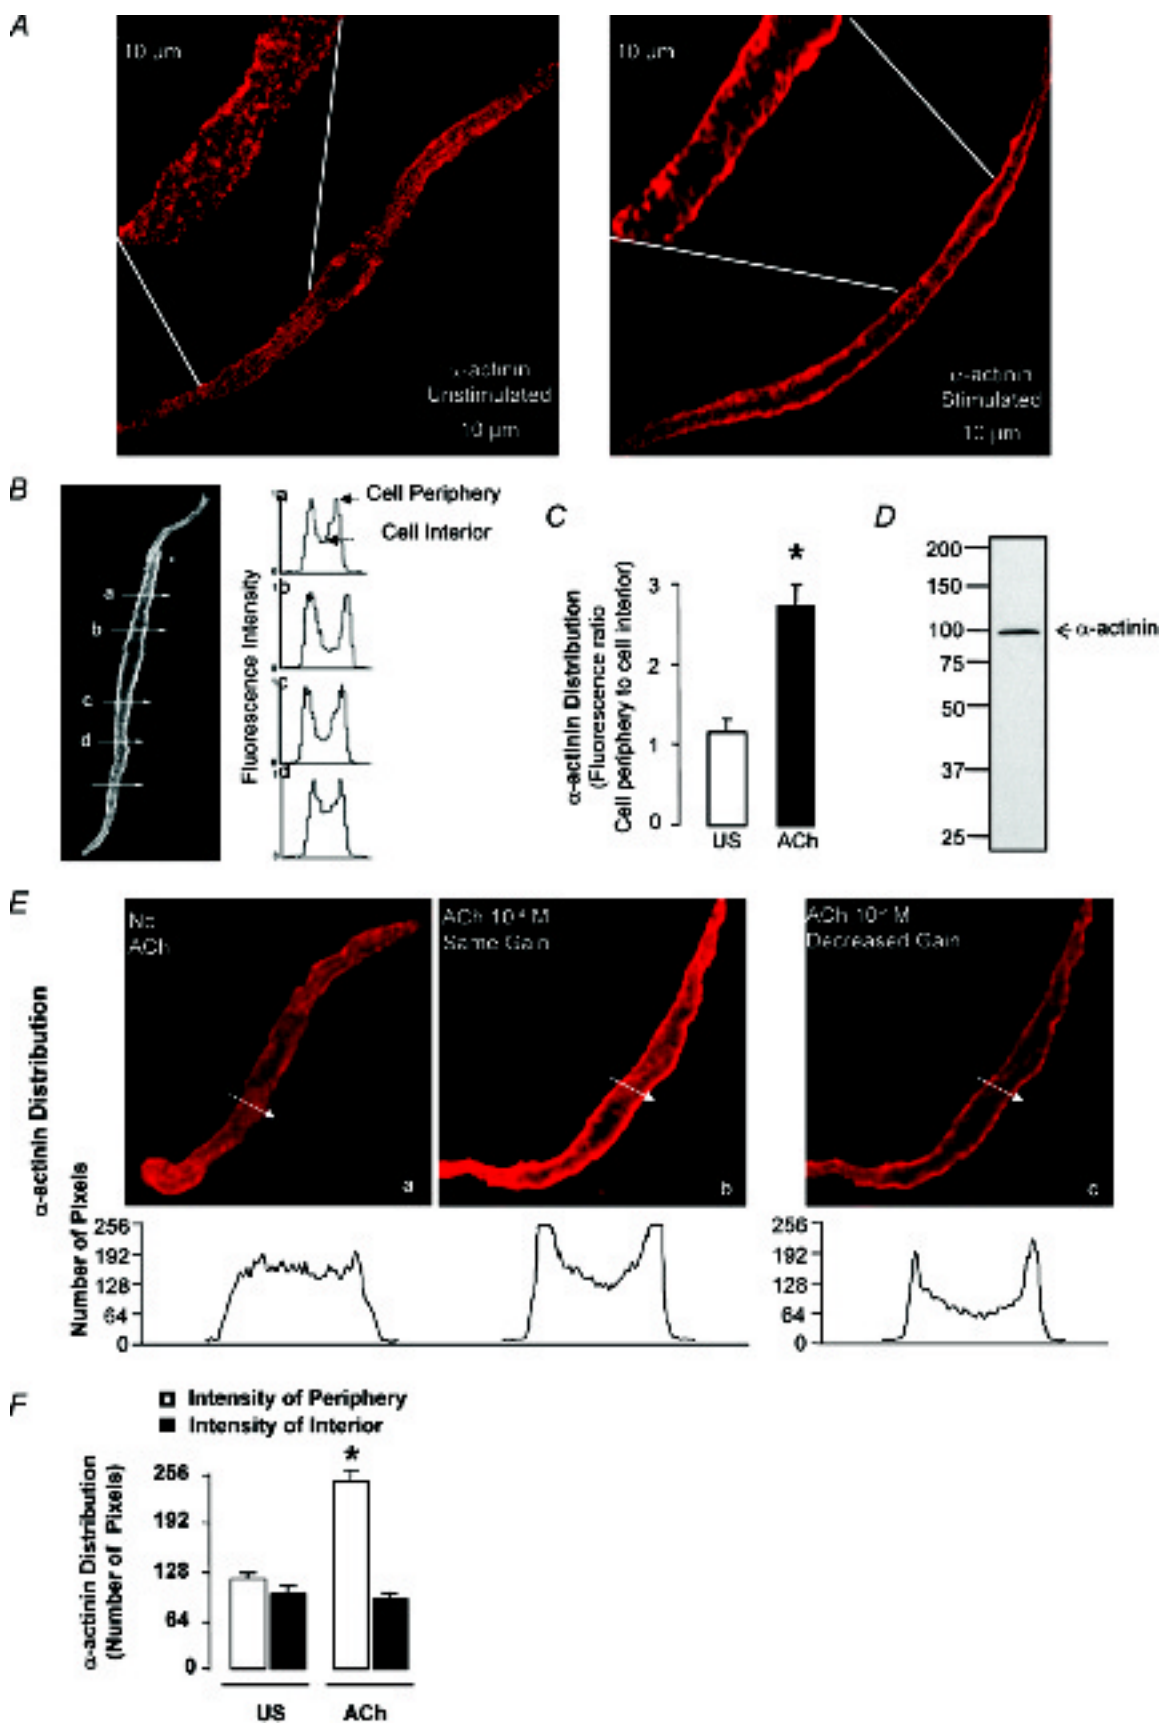 A
10 µm
α-actinin
Unstimulated
10 µm
10 µm
α-actinin
Stimulated
10 µm
B
a
b
c
d
Fluorescence Intensity
a
Cell Periphery
Cell Interior
b
c
d
C
α-actinin Distribution
(Fluorescence ratio
Cell periphery to cell interior)
3
2
1
0
*
US
ACh
D
200
150
100
75
50
37
25
α-actinin
E
α-actinin Distribution
No
ACh
a
ACh M
Same Gain
b
ACh M
Decreased Gain
c
Number of Pixels
256
192
128
64
0
256
192
128
64
0
F
Intensity of Periphery
Intensity of Interior
α-actinin Distribution
(Number of Pixels)
256
192
128
64
0
*
US
ACh